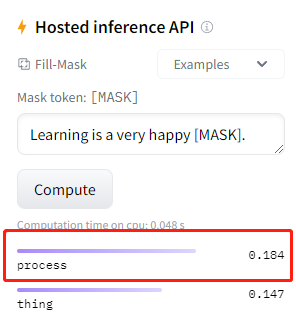 Hosted inference API
Fill-Mask
Examples
Mask token: [MASK]
Learning is a very happy [MASK].
Compute
Computation time on cpu: 0.048 s
process 0.184
thing 0.147